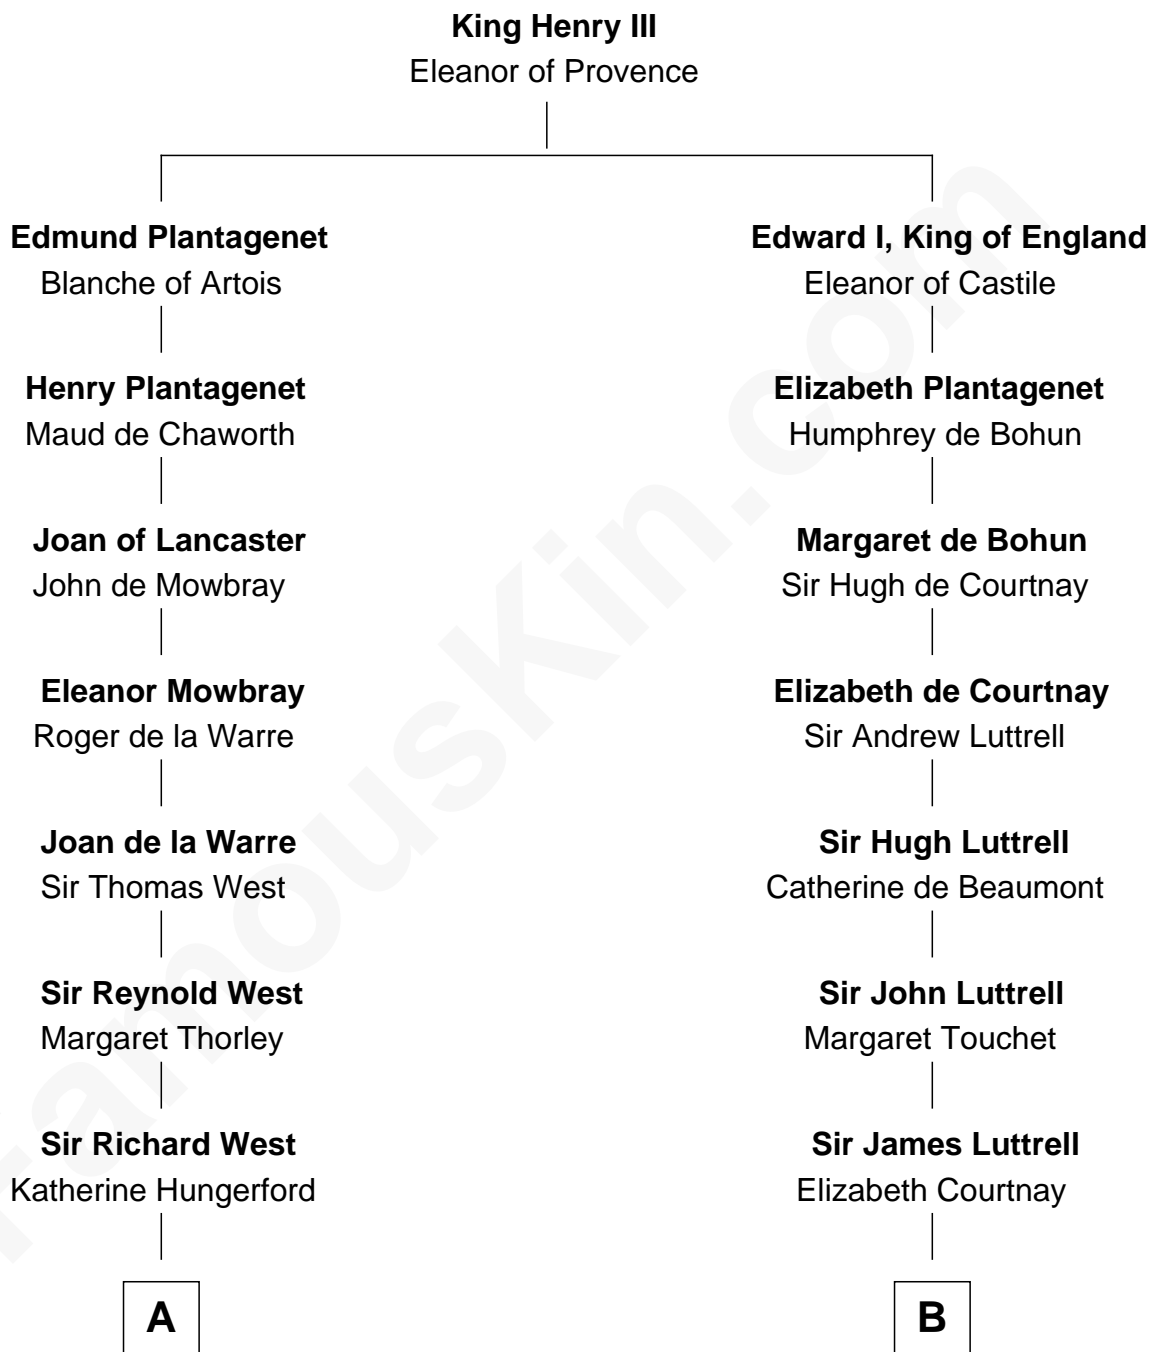 King Henry III
Eleanor of Provence
Edmund Plantagenet
Blanche of Artois
Henry Plantagenet
Maud de Chaworth
Joan of Lancaster
John de Mowbray
Eleanor Mowbray
Roger de la Warre
Joan de la Warre
Sir Thomas West
Sir Reynold West
Margaret Thorley
Sir Richard West
Katherine Hungerford
A
Edward I, King of England
Eleanor of Castile
Elizabeth Plantagenet
Humphrey de Bohun
Margaret de Bohun
Sir Hugh de Courtnay
Elizabeth de Courtnay
Sir Andrew Luttrell
Sir Hugh Luttrell
Catherine de Beaumont
Sir John Luttrell
Margaret Touchet
Sir James Luttrell
Elizabeth Courtnay
B
FamousKin.com